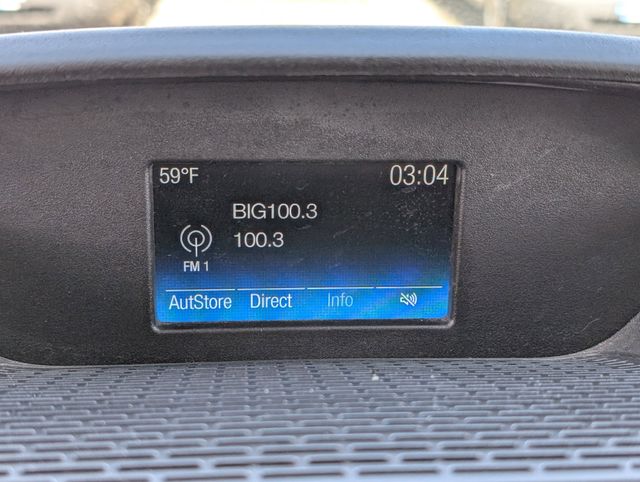 59°F 03:04
BIG100.3
100.3
FM 1
AutStore Direct Info